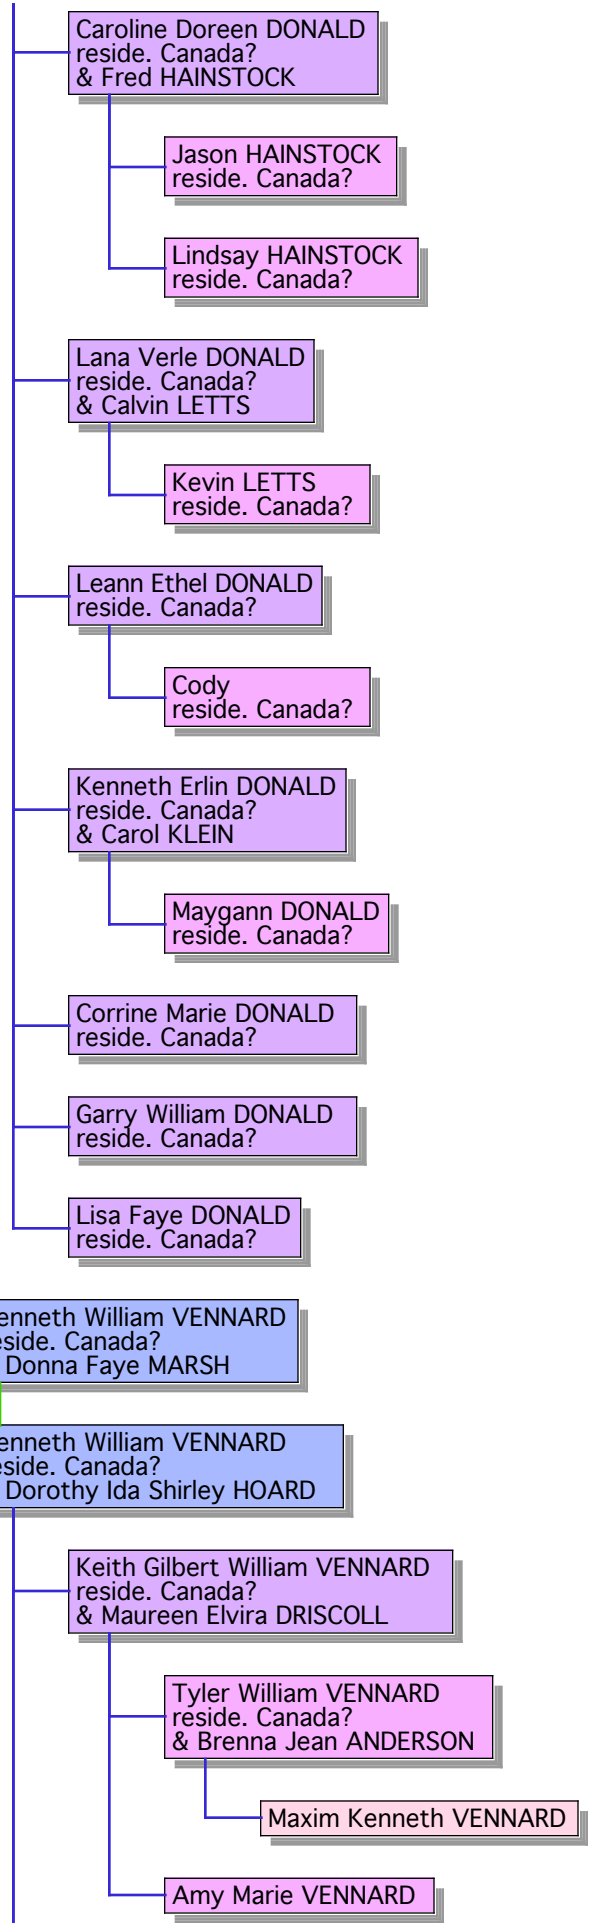 Caroline Doreen DONALD
reside. Canada?
& Fred HAINSTOCK
Jason HAINSTOCK
reside. Canada?
Lindsay HAINSTOCK
reside. Canada?
Lana Verle DONALD
reside. Canada?
& Calvin LETTS
Kevin LETTS
reside. Canada?
Leann Ethel DONALD
reside. Canada?
Cody
reside. Canada?
Kenneth Erlin DONALD
reside. Canada?
& Carol KLEIN
Maygann DONALD
reside. Canada?
Corrine Marie DONALD
reside. Canada?
Garry William DONALD
reside. Canada?
Lisa Faye DONALD
reside. Canada?
enneth William VENNARD
eside. Canada?
Donna Faye MARSH
enneth William VENNARD
eside. Canada?
Dorothy Ida Shirley HOARD
Keith Gilbert William VENNARD
reside. Canada?
& Maureen Elvira DRISCOLL
Tyler William VENNARD
reside. Canada?
& Brenna Jean ANDERSON
Maxim Kenneth VENNARD
Amy Marie VENNARD